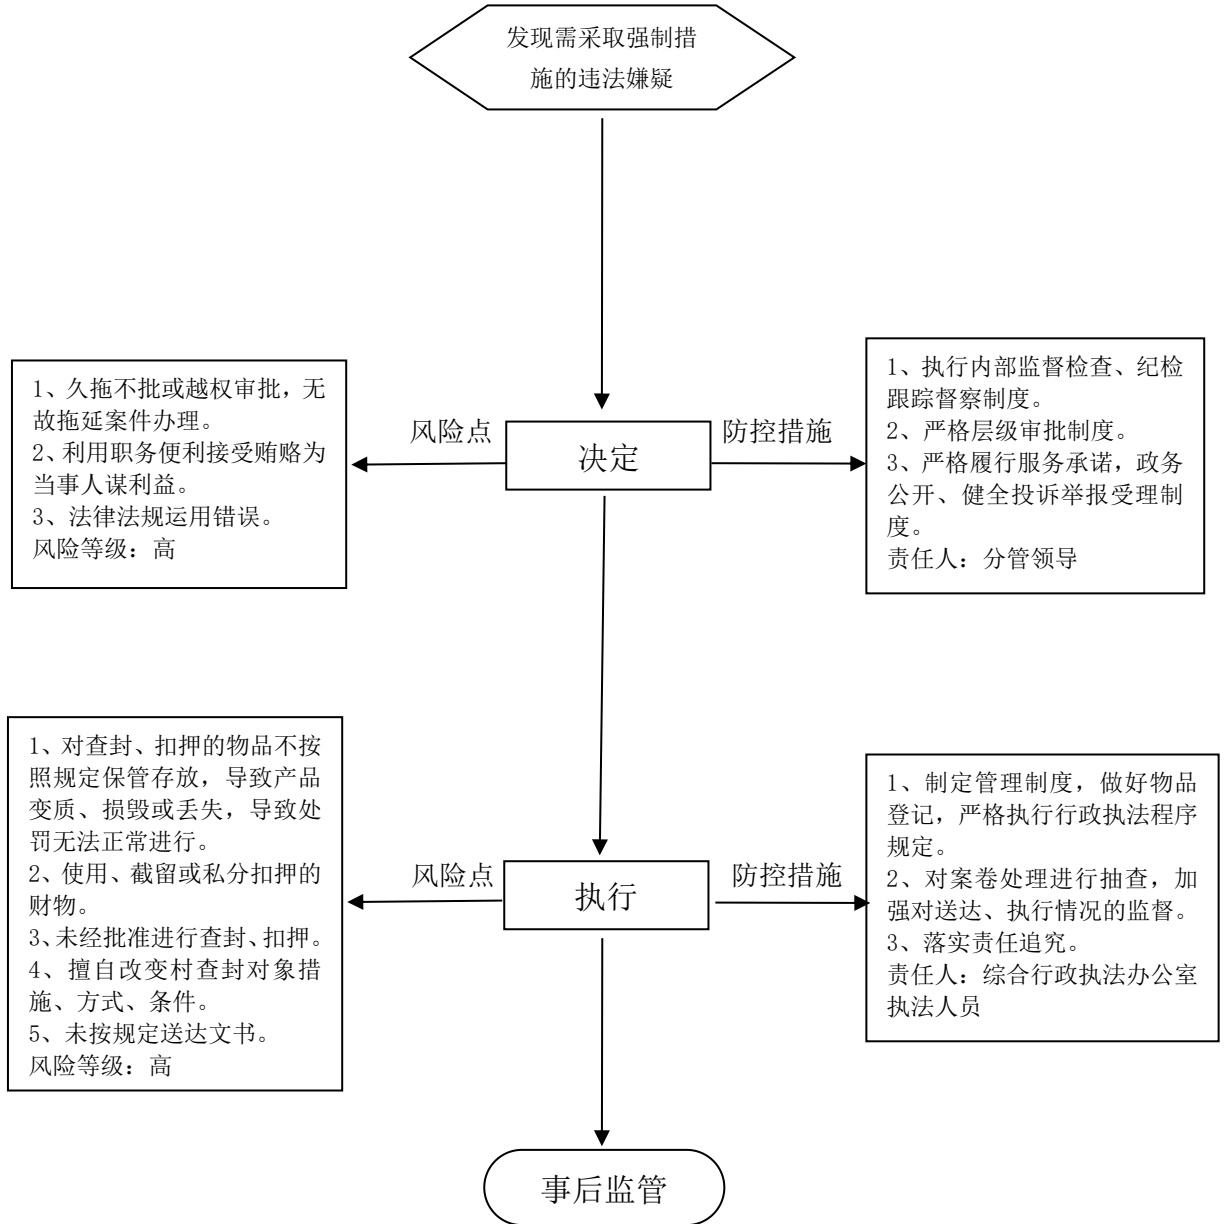 发现需采取强制措
施的违法嫌疑
1、久拖不批或越权审批，无
故拖延案件办理。
2、利用职务便利接受贿赂为
当事人谋利益。
3、法律法规运用错误。
风险等级：高
风险点
决定
防控措施
1、执行内部监督检查、纪检
跟踪督察制度。
2、严格层级审批制度。
3、严格履行服务承诺，政务
公开、健全投诉举报受理制
度。
责任人：分管领导
1、对查封、扣押的物品不按
照规定保管存放，导致产品
变质、损毁或丢失，导致处
罚无法正常进行。
2、使用、截留或私分扣押的
财物。
3、未经批准进行查封、扣押。
4、擅自改变村查封对象措
施、方式、条件。
5、未按规定送达文书。
风险等级：高
风险点
执行
防控措施
1、制定管理制度，做好物品
登记，严格执行行政执法程序
规定。
2、对案卷处理进行抽查，加
强对送达、执行情况的监督。
3、落实责任追究。
责任人：综合行政执法办公室
执法人员
事后监管